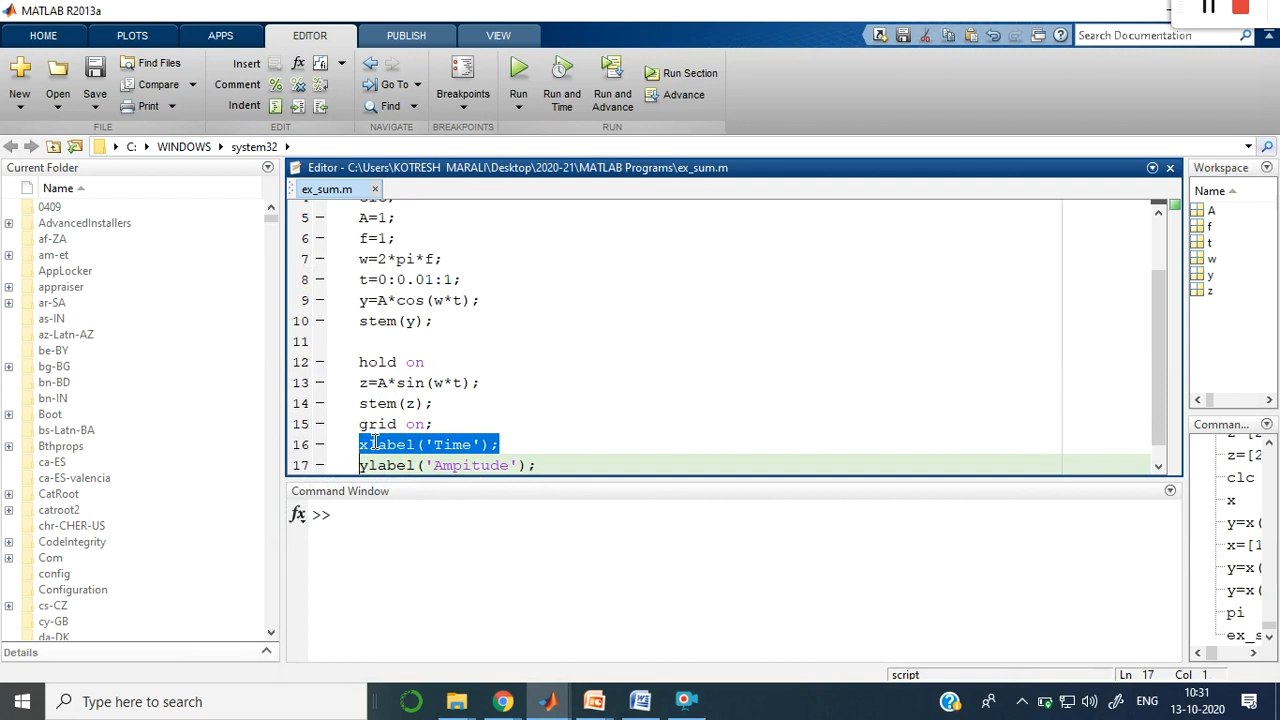 MATLAB R2013a
HOME PLOTS APPS EDITOR PUBLISH VIEW Search Documentation
New Open Save Find Files Compare Print
Insert Comment Indent
Go To Find
Breakpoints
Run Run and Time Run and Advance Run Section Advance
FILE EDIT NAVIGATE BREAKPOINTS RUN
C: WINDOWS system32
Current Folder
Name
0409
AdvancedInstallers
af-ZA
am-et
AppLocker
appraiser
ar-SA
as-IN
az-Latn-AZ
be-BY
bg-BG
bn-BD
bn-IN
Boot
bs-Latn-BA
Bthprops
ca-ES
ca-ES-valencia
CatRoot
catroot2
chr-CHER-US
CodeIntegrity
Com
config
Configuration
cs-CZ
cy-GB
da-DK
Details
Editor - C:\Users\KOTRESH MARALI\Desktop\2020-21\MATLAB Programs\ex_sum.m
ex_sum.m
5 A=1;
6 f=1;
7 w=2*pi*f;
8 t=0:0.01:1;
9 y=A*cos(w*t);
10 stem(y);
11
12 hold on
13 z=A*sin(w*t);
14 stem(z);
15 grid on;
16 xlabel('Time');
17 ylabel('Ampitude');
Command Window
fx >>
Workspace
Name
A
f
t
w
y
z
Comman...
z=[2
clc
x
y=x(
x=[1
y=x(
y=x(
pi
ex_s
script
Ln 17 Col 1
Type here to search
ENG
10:31
13-10-2020